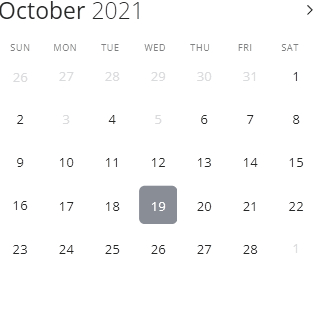 October 2021 >
SUN MON TUE WED THU FRI SAT
26 27 28 29 30 31 1
2 3 4 5 6 7 8
9 10 11 12 13 14 15
16 17 18 19 20 21 22
23 24 25 26 27 28 1